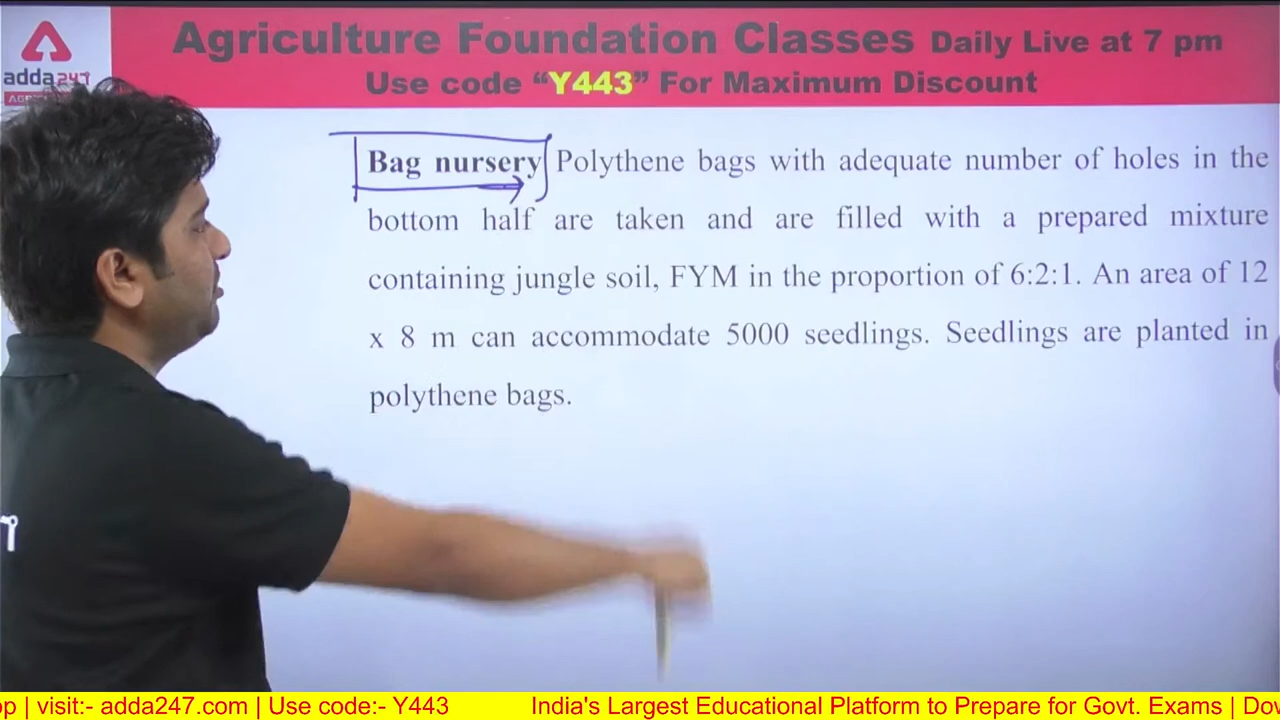 Agriculture Foundation Classes Daily Live at 7 pm
Use code “Y443” For Maximum Discount
adda247
Bag nursery Polythene bags with adequate number of holes in the
bottom half are taken and are filled with a prepared mixture
containing jungle soil, FYM in the proportion of 6:2:1. An area of 12
x 8 m can accommodate 5000 seedlings. Seedlings are planted in
polythene bags.
| visit:- adda247.com | Use code:- Y443 India's Largest Educational Platform to Prepare for Govt. Exams |